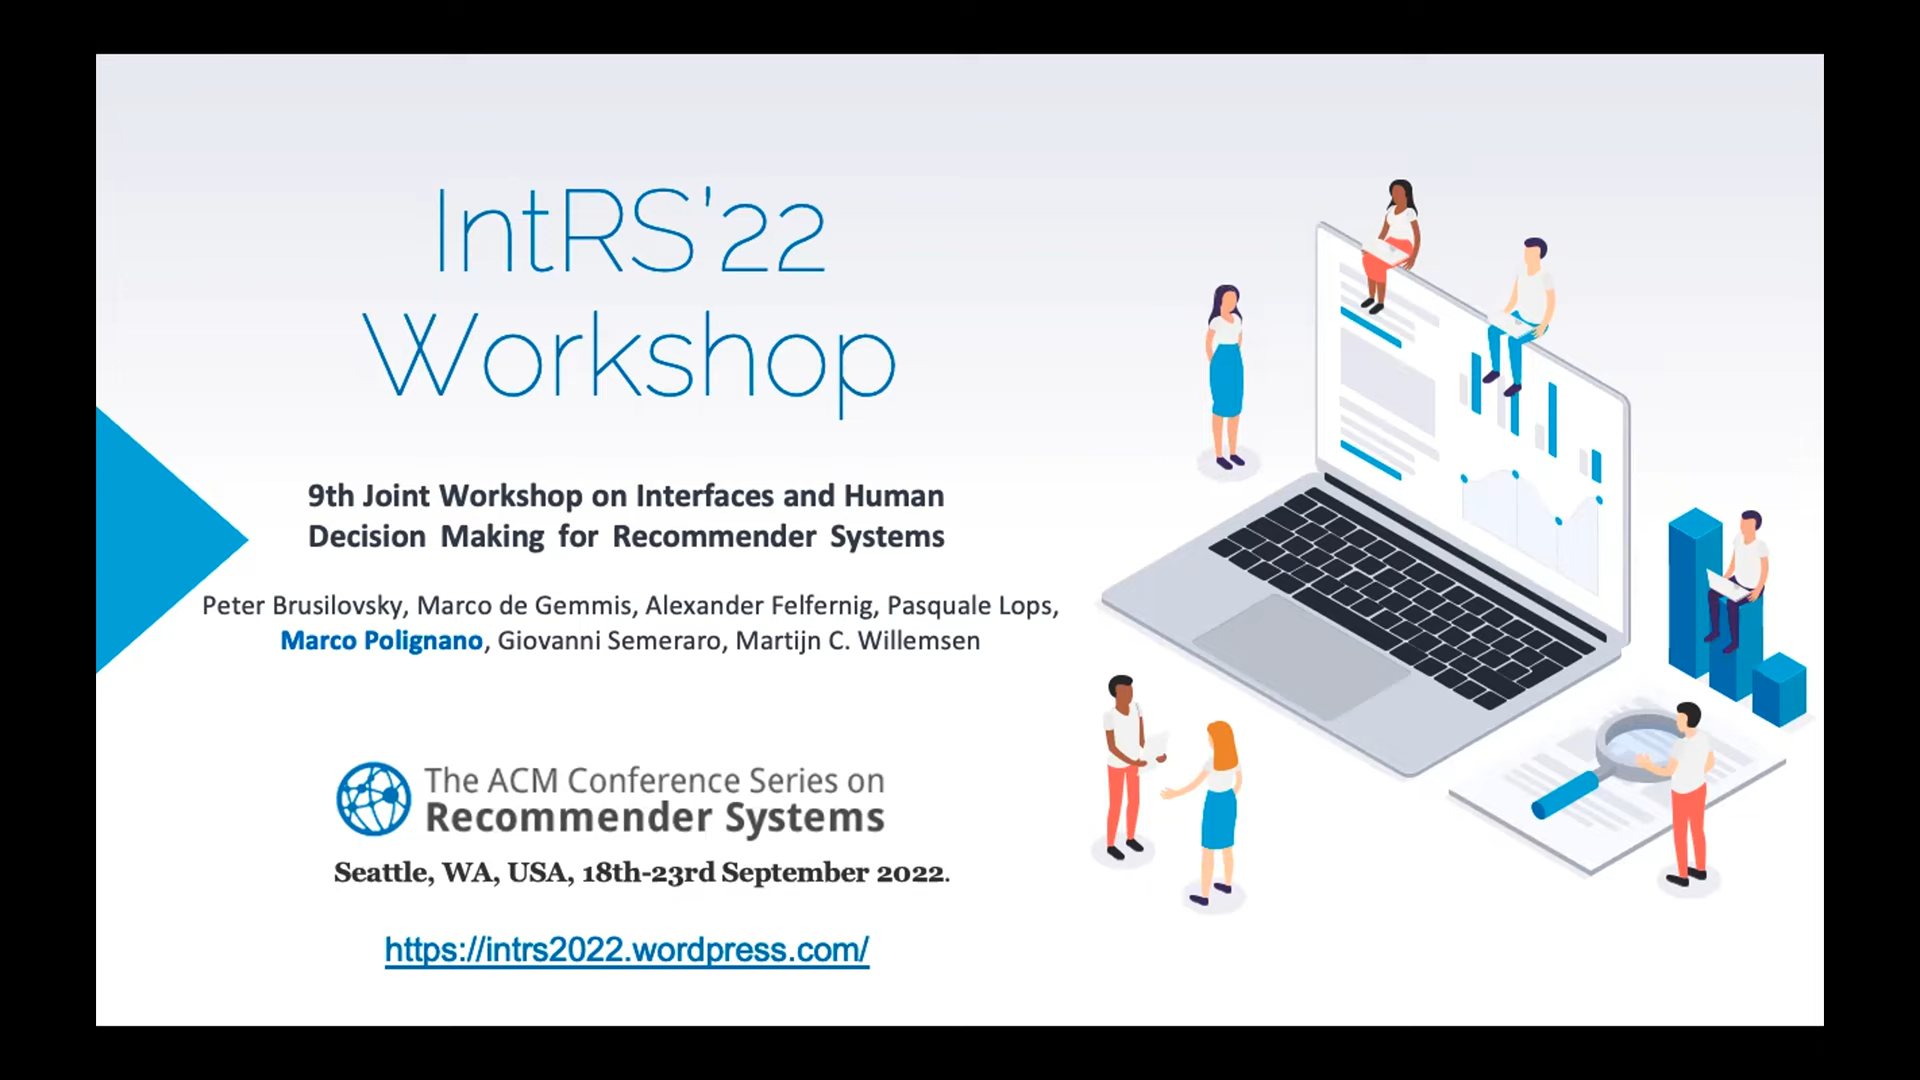 IntRS'22
Workshop
9th Joint Workshop on Interfaces and Human
Decision Making for Recommender Systems
Peter Brusilovsky, Marco de Gemmis, Alexander Felfernig, Pasquale Lops,
Marco Polignano, Giovanni Semeraro, Martijn C. Willemsen
The ACM Conference Series on
Recommender Systems
Seattle, WA, USA, 18th-23rd September 2022.
https://intrs2022.wordpress.com/